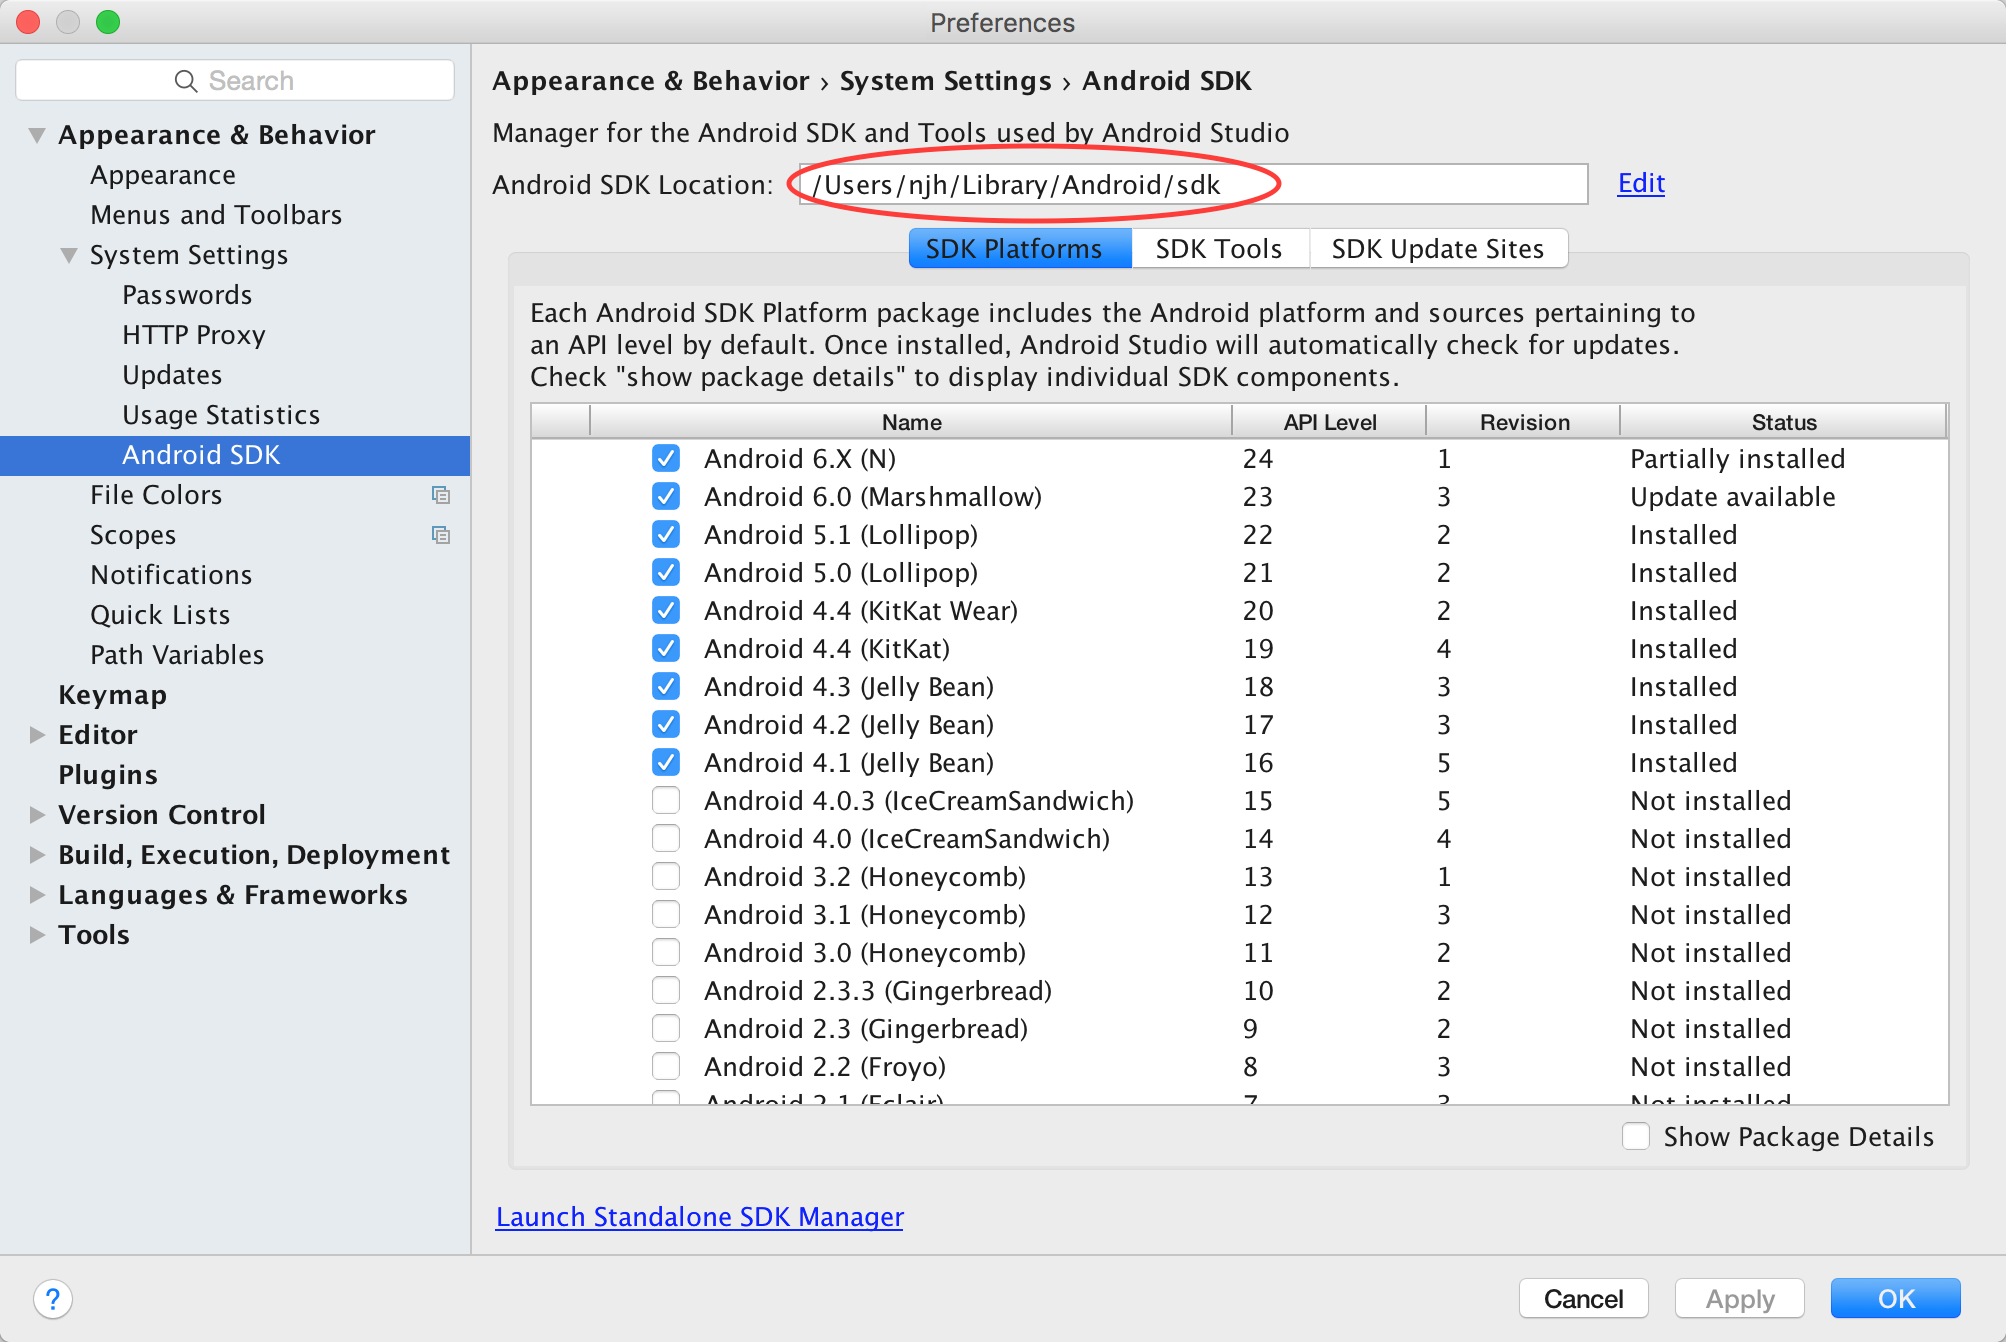 Preferences
Search
Appearance & Behavior
Appearance
Menus and Toolbars
System Settings
Passwords
HTTP Proxy
Updates
Usage Statistics
Android SDK
File Colors
Scopes
Notifications
Quick Lists
Path Variables
Keymap
Editor
Plugins
Version Control
Build, Execution, Deployment
Languages & Frameworks
Tools
Appearance & Behavior › System Settings › Android SDK
Manager for the Android SDK and Tools used by Android Studio
Android SDK Location: /Users/njh/Library/Android/sdk Edit
SDK Platforms SDK Tools SDK Update Sites
Each Android SDK Platform package includes the Android platform and sources pertaining to
an API level by default. Once installed, Android Studio will automatically check for updates.
Check "show package details" to display individual SDK components.
Name API Level Revision Status
Android 6.X (N) 24 1 Partially installed
Android 6.0 (Marshmallow) 23 3 Update available
Android 5.1 (Lollipop) 22 2 Installed
Android 5.0 (Lollipop) 21 2 Installed
Android 4.4 (KitKat Wear) 20 2 Installed
Android 4.4 (KitKat) 19 4 Installed
Android 4.3 (Jelly Bean) 18 3 Installed
Android 4.2 (Jelly Bean) 17 3 Installed
Android 4.1 (Jelly Bean) 16 5 Installed
Android 4.0.3 (IceCreamSandwich) 15 5 Not installed
Android 4.0 (IceCreamSandwich) 14 4 Not installed
Android 3.2 (Honeycomb) 13 1 Not installed
Android 3.1 (Honeycomb) 12 3 Not installed
Android 3.0 (Honeycomb) 11 2 Not installed
Android 2.3.3 (Gingerbread) 10 2 Not installed
Android 2.3 (Gingerbread) 9 2 Not installed
Android 2.2 (Froyo) 8 3 Not installed
Android 2.1 (Eclair) 7 3 Not installed
Show Package Details
Launch Standalone SDK Manager
?
Cancel Apply OK